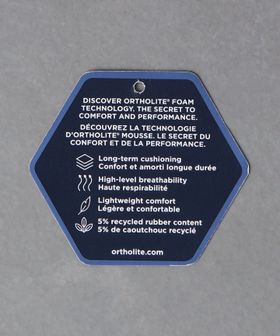 DISCOVER ORTHOLITE® FOAM
TECHNOLOGY. THE SECRET TO
COMFORT AND PERFORMANCE.
DÉCOUVREZ LA TECHNOLOGIE
D'ORTHOLITE® MOUSSE. LE SECRET DU
CONFORT ET DE LA PERFORMANCE.
Long-term cushioning
Confort et amorti longue durée
High-level breathability
Haute respirabilité
Lightweight comfort
Légère et confortable
5% recycled rubber content
5% de caoutchouc recyclé
ortholite.com